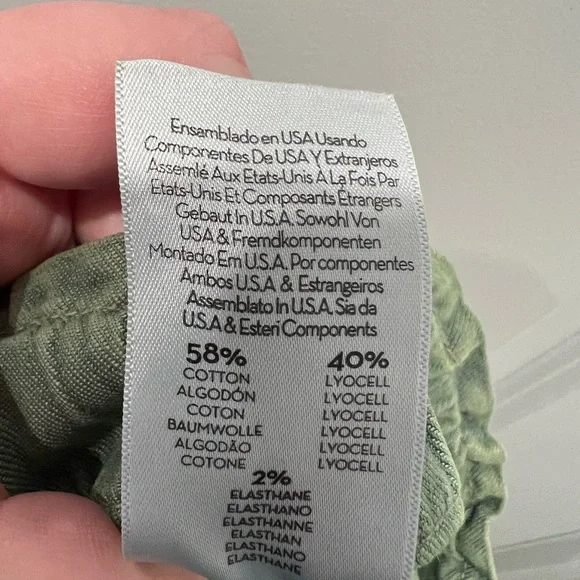 Ensamblado en USA Usando
Componentes De USA Y Extranjeros
Assemlé Aux Etats-Unis A La Fois Par
Etats-Unis Et Composants Étrangers
Gebaut In U.S.A. Sowohl Von
USA & Fremdkomponenten
Montado Em U.S.A. Por componentes
Ambos U.S.A & Estrangeiros
Assemblato In U.S.A. Sia da
U.S.A & Esteri Components
58% 40%
COTTON LYOCELL
ALGODÓN LYOCELL
COTON LYOCELL
BAUMWOLLE LYOCELL
ALGODÃO LYOCELL
COTONE LYOCELL
2%
ELASTHANE
ELASTHANO
ELASTHANNE
ELASTHAN
ELASTHANO
ELASTHANE